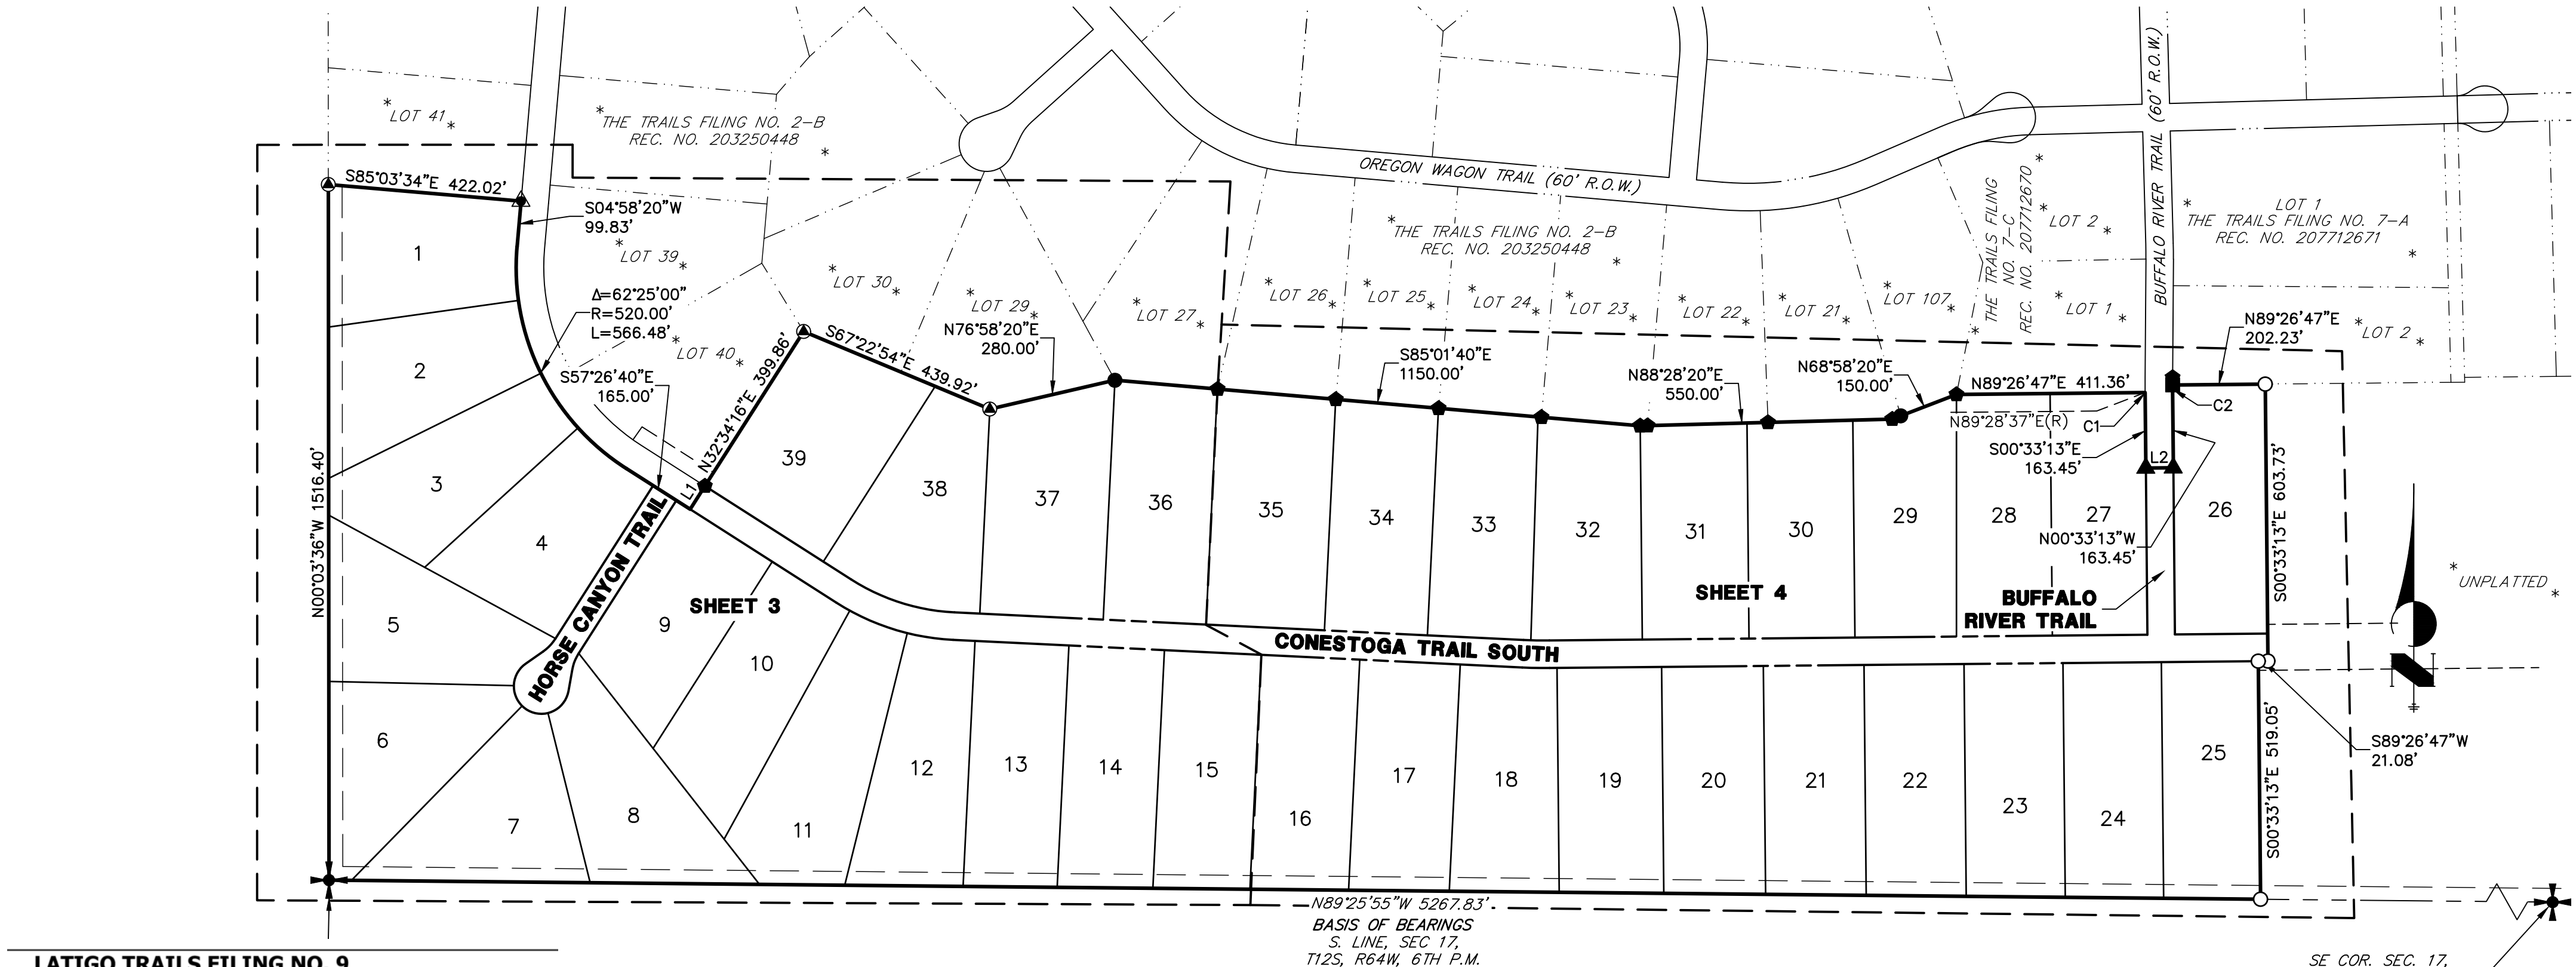 *
LOT 41
*
*
THE TRAILS FILING NO. 2-B
REC. NO. 203250448
*
S85°03'34"E 422.02'
S04°58'20"W
99.83'
1
*
LOT 39
*
Δ=62°25'00"
R=520.00'
L=566.48'
*
LOT 40
*
S57°26'40"E
165.00'
N32°34'16"E 399.86'
L1
*
LOT 30
*
*
LOT 29
*
*
LOT 27
*
S67°22'54"E 439.92'
N76°58'20"E
280.00'
OREGON WAGON TRAIL (60' R.O.W.)
*
THE TRAILS FILING NO. 2-B
REC. NO. 203250448
*
*
LOT 26
*
*
LOT 25
*
*
LOT 24
*
*
LOT 23
*
*
LOT 22
*
*
LOT 21
*
*
LOT 107
*
S85°01'40"E
1150.00'
N88°28'20"E
550.00'
N68°58'20"E
150.00'
THE TRAILS FILING
NO. 7-C
REC. NO. 207712670
*
*
*
LOT 2
*
*
LOT 1
*
BUFFALO RIVER TRAIL (60' R.O.W.)
*
LOT 1
THE TRAILS FILING NO. 7-A
REC. NO. 207712671
*
N89°26'47"E
202.23'
*
LOT 2
*
N89°26'47"E 411.36'
N89°28'37"E(R)
C1
C2
S00°33'13"E
163.45'
L2
N00°33'13"W
163.45'
S00°33'13"E 603.73'
*
UNPLATTED
*
N00°03'36"W 1516.40'
2
3
4
5
6
7
8
9
10
11
12
13
14
15
16
17
18
19
20
21
22
23
24
25
26
27
28
29
30
31
32
33
34
35
36
37
38
39
HORSE CANYON TRAIL
SHEET 3
SHEET 4
CONESTOGA TRAIL SOUTH
BUFFALO
RIVER TRAIL
N
S89°26'47"W
21.08'
S00°33'13"E 519.05'
N89°25'55"W 5267.83'
BASIS OF BEARINGS
S. LINE, SEC 17,
T12S, R64W, 6TH P.M.
SE COR. SEC. 17,
LATIGO TRAILS FILING NO. 9